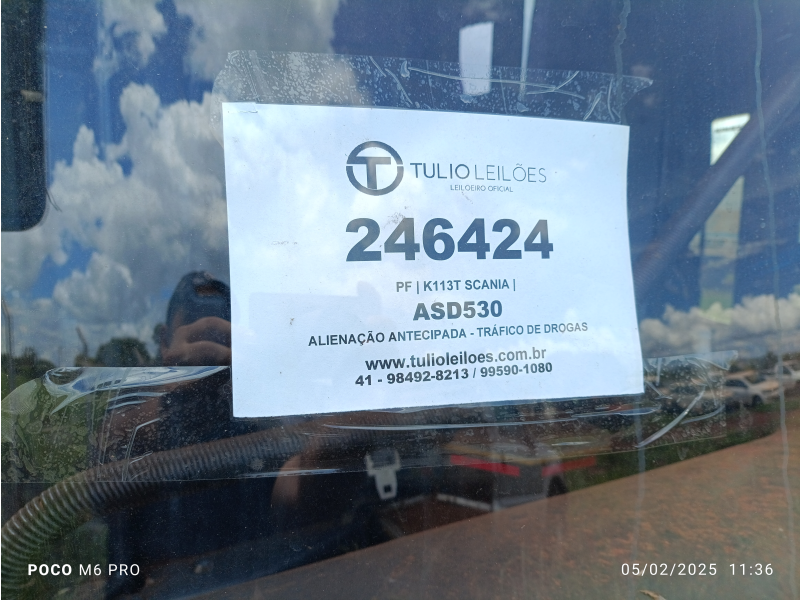 TULIO LEILÕES
LEILOEIRO OFICIAL
246424
PF | K113T SCANIA |
ASD530
ALIENAÇÃO ANTECIPADA - TRÁFICO DE DROGAS
www.tulioleiloes.com.br
41 - 98492-8213 / 99590-1080
POCO M6 PRO
05/02/2025 11:36